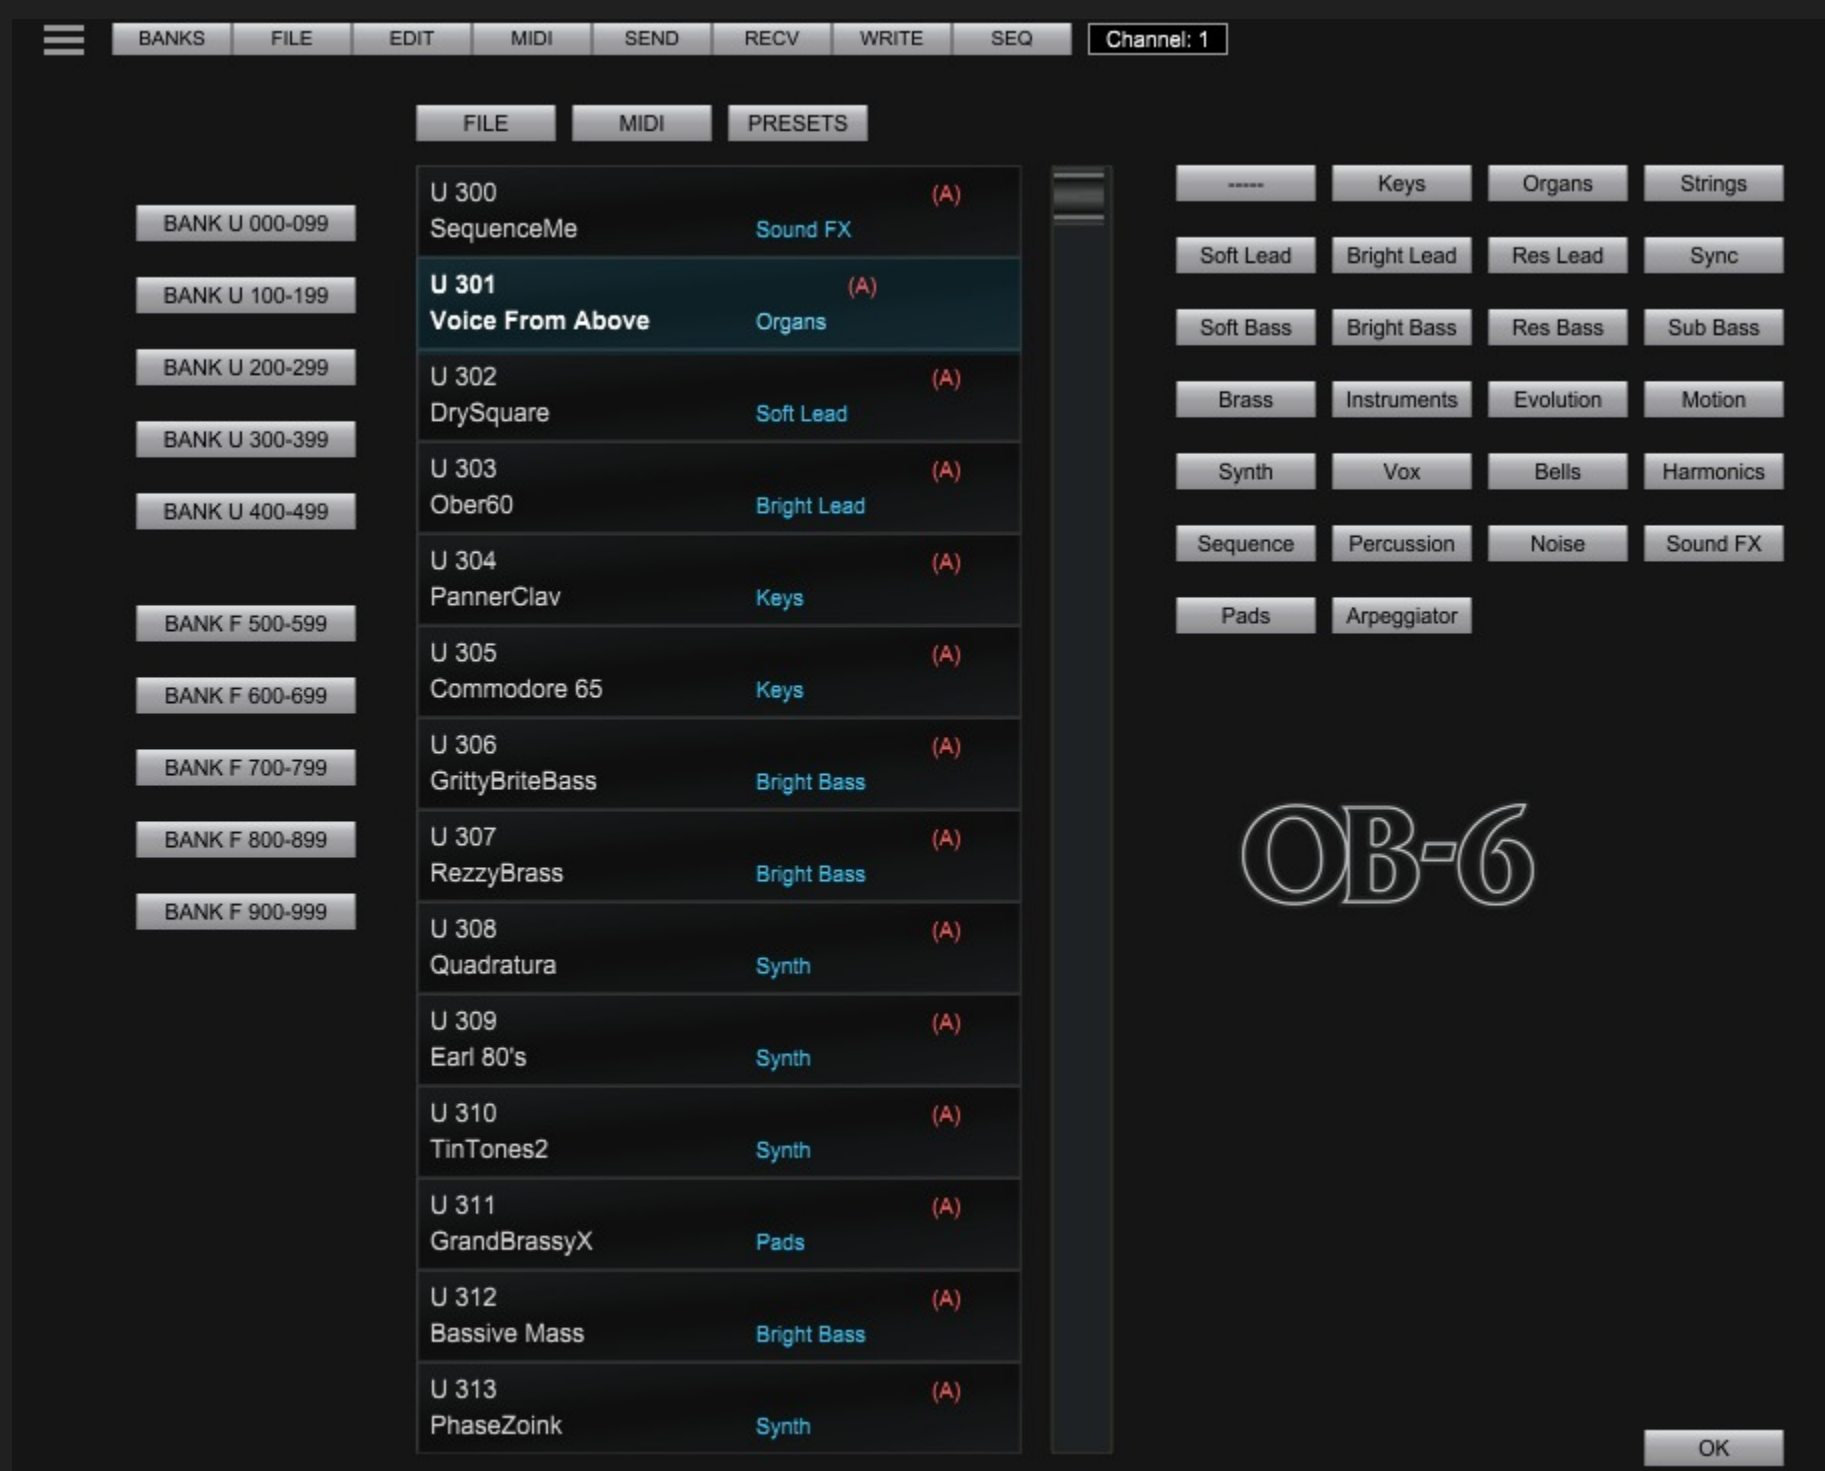 BANKS FILE EDIT MIDI SEND RECV WRITE SEQ Channel: 1
FILE MIDI PRESETS
BANK U 000-099
BANK U 100-199
BANK U 200-299
BANK U 300-399
BANK U 400-499
BANK F 500-599
BANK F 600-699
BANK F 700-799
BANK F 800-899
BANK F 900-999
U 300 (A)
SequenceMe Sound FX
U 301 (A)
Voice From Above Organs
U 302 (A)
DrySquare Soft Lead
U 303 (A)
Ober60 Bright Lead
U 304 (A)
PannerClav Keys
U 305 (A)
Commodore 65 Keys
U 306 (A)
GrittyBriteBass Bright Bass
U 307 (A)
RezzyBrass Bright Bass
U 308 (A)
Quadratura Synth
U 309 (A)
Earl 80's Synth
U 310 (A)
TinTones2 Synth
U 311 (A)
GrandBrassyX Pads
U 312 (A)
Bassive Mass Bright Bass
U 313 (A)
PhaseZoink Synth
----- Keys Organs Strings
Soft Lead Bright Lead Res Lead Sync
Soft Bass Bright Bass Res Bass Sub Bass
Brass Instruments Evolution Motion
Synth Vox Bells Harmonics
Sequence Percussion Noise Sound FX
Pads Arpeggiator
OB-6
OK